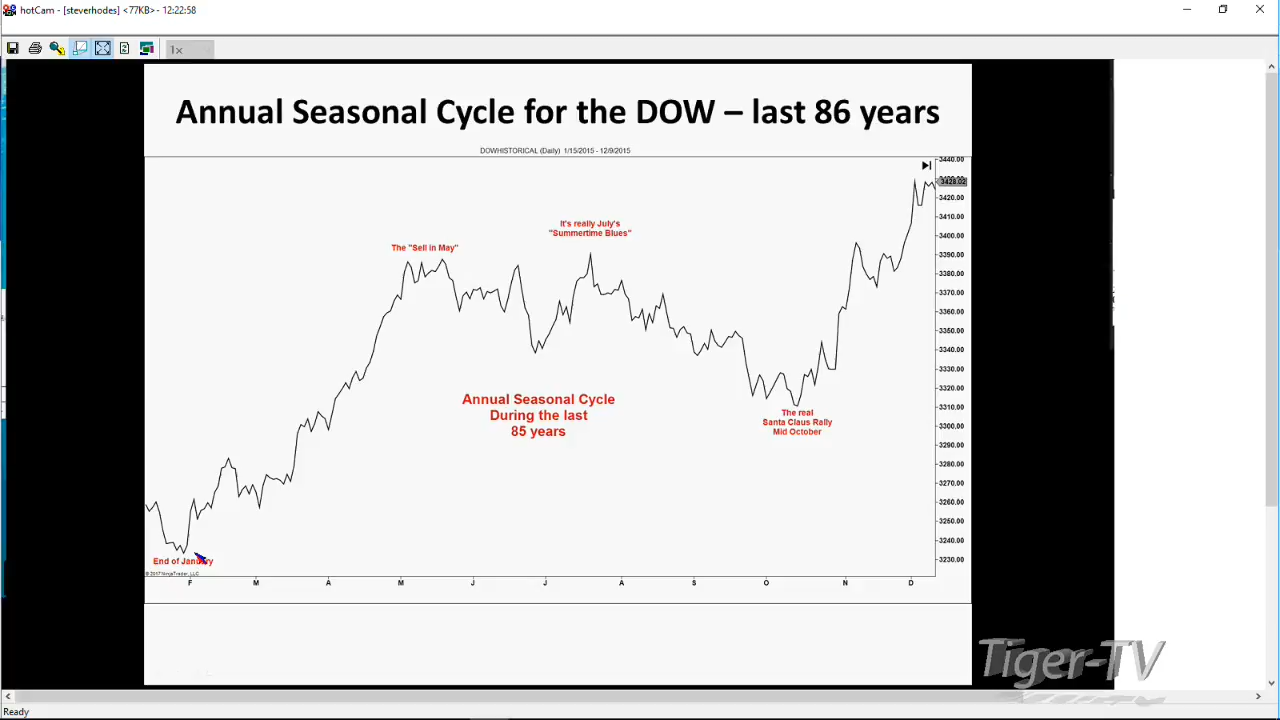 hotCam - [steverhodes] <77KB> - 12:22:58
1x
Annual Seasonal Cycle for the DOW – last 86 years
DOWHISTORICAL (Daily) 1/15/2015 - 12/9/2015
3440.00
3428.02
3420.00
3410.00
3400.00
3390.00
3380.00
3370.00
3360.00
3350.00
3340.00
3330.00
3320.00
3310.00
3300.00
3290.00
3280.00
3270.00
3260.00
3250.00
3240.00
3230.00
It's really July's
"Summertime Blues"
The "Sell in May"
Annual Seasonal Cycle
During the last
85 years
The real
Santa Claus Rally
Mid October
End of January
© 2017 NinjaTrader, LLC
F M A M J J A S O N D
Tiger-TV
Ready